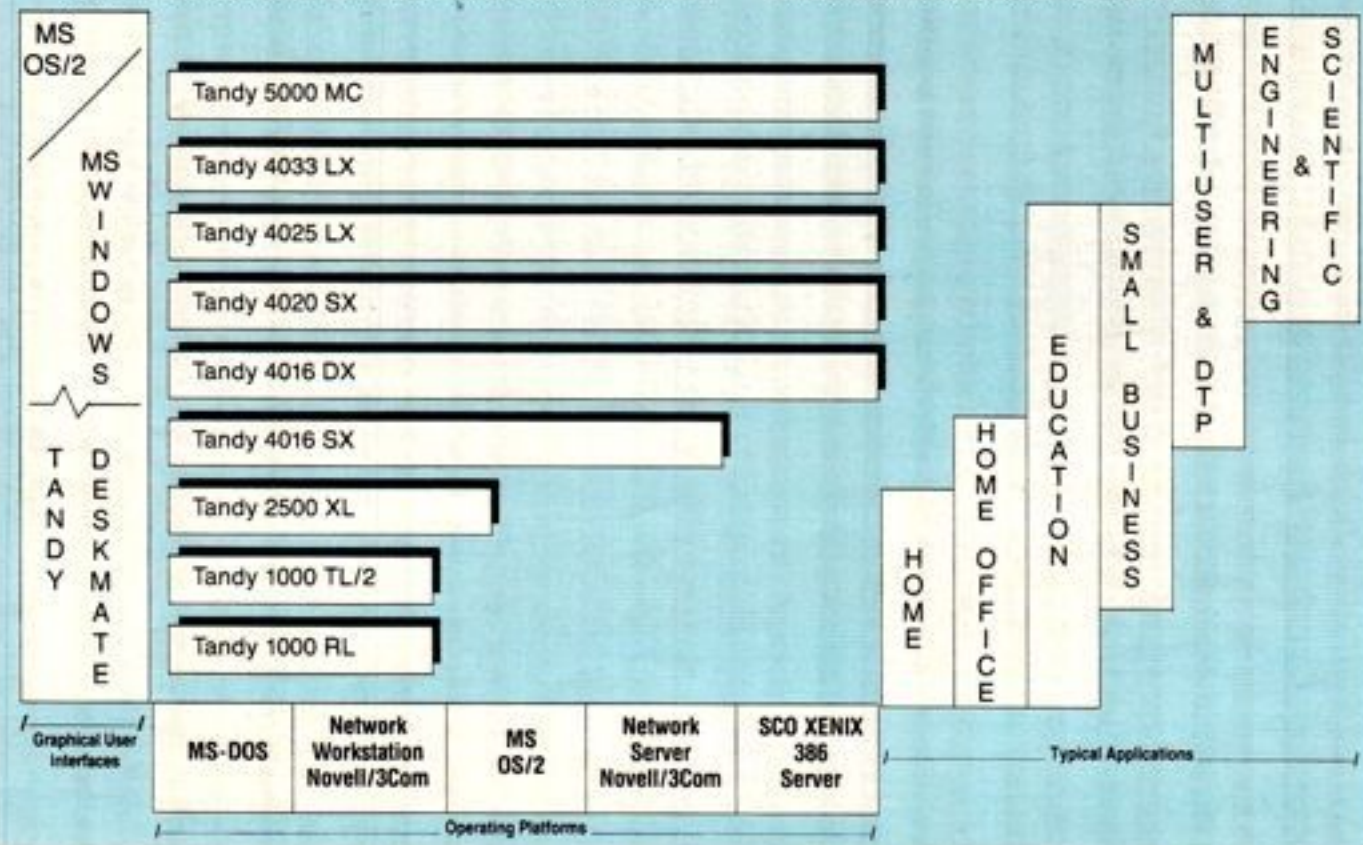 MS
OS/2
MS
WINDOWS
TANDY
DESKMATE
Tandy 5000 MC
Tandy 4033 LX
Tandy 4025 LX
Tandy 4020 SX
Tandy 4016 DX
Tandy 4016 SX
Tandy 2500 XL
Tandy 1000 TL/2
Tandy 1000 RL
HOME
HOME OFFICE
EDUCATION
SMALL BUSINESS
MULTIUSER & DTP
ENGINEERING
&
SCIENTIFIC
Graphical User
Interfaces
MS-DOS
Network
Workstation
Novell/3Com
MS
OS/2
Network
Server
Novell/3Com
SCO XENIX
386
Server
Typical Applications
Operating Platforms